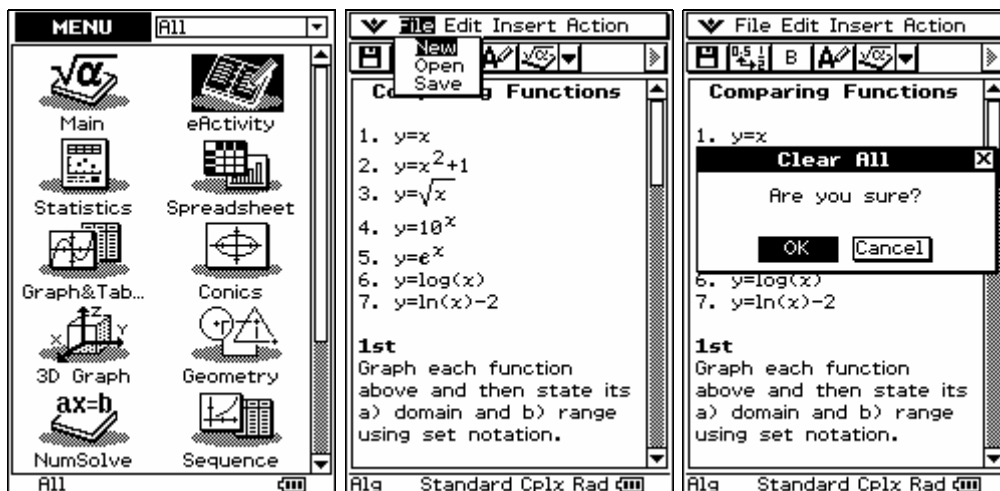 MENU All
Main eActivity
Statistics Spreadsheet
Graph&Tab... Conics
3D Graph Geometry
ax=b
NumSolve Sequence
All
File Edit Insert Action
New
Open
Save
Functions
1. y=x
2. y=x²+1
3. y=√x
4. y=10ˣ
5. y=eˣ
6. y=log(x)
7. y=ln(x)-2
1st
Graph each function
above and then state its
a) domain and b) range
using set notation.
Alg Standard Cplx Rad
File Edit Insert Action
B
Comparing Functions
1. y=x
Clear All
Are you sure?
OK Cancel
6. y=log(x)
7. y=ln(x)-2
1st
Graph each function
above and then state its
a) domain and b) range
using set notation.
Alg Standard Cplx Rad